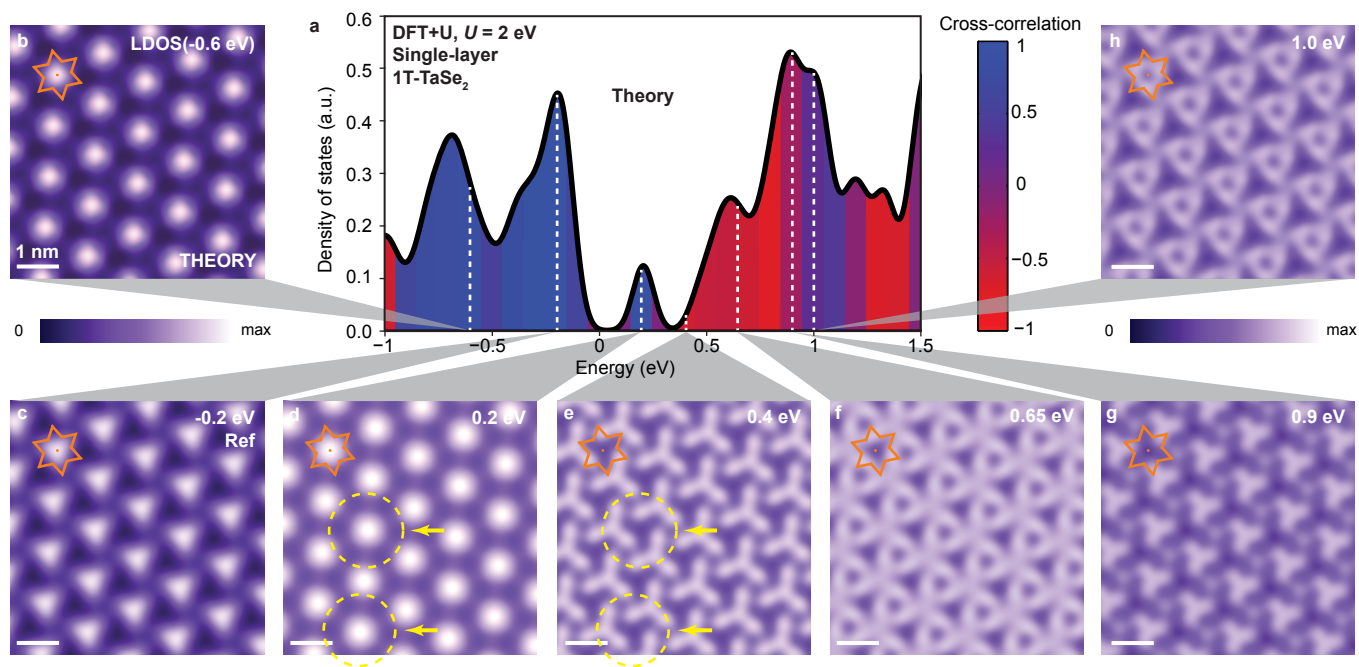 b
LDOS(-0.6 eV)
1 nm
THEORY
0
max
a
DFT+U, U = 2 eV
Single-layer
1T-TaSe2
Theory
Density of states (a.u.)
0.6
0.5
0.4
0.3
0.2
0.1
0.0
−1
−0.5
0
0.5
1
1.5
Energy (eV)
Cross-correlation
1
0.5
0
−0.5
−1
h
1.0 eV
0
max
c
-0.2 eV
Ref
d
0.2 eV
e
0.4 eV
f
0.65 eV
g
0.9 eV